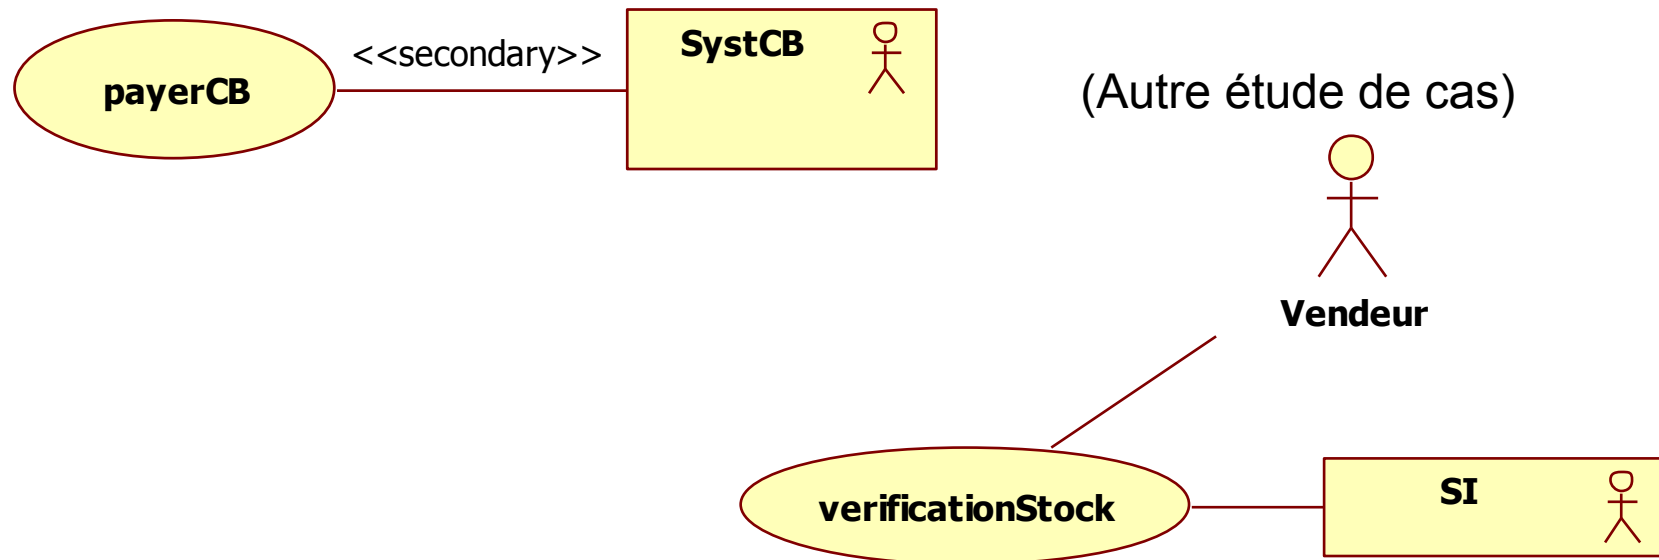 payerCB
<<secondary>>
SystCB
(Autre étude de cas)
Vendeur
verificationStock
SI